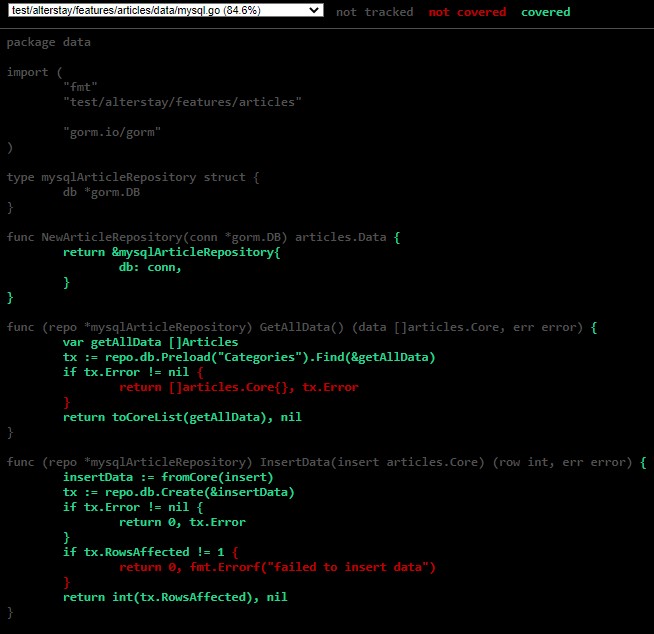 test/alterstay/features/articles/data/mysql.go (84.6%) not tracked not covered covered
package data
import (
"fmt"
"test/alterstay/features/articles"
"gorm.io/gorm"
)
type mysqlArticleRepository struct {
db *gorm.DB
}
func NewArticleRepository(conn *gorm.DB) articles.Data {
return &mysqlArticleRepository{
db: conn,
}
}
func (repo *mysqlArticleRepository) GetAllData() (data []articles.Core, err error) {
var getAllData []Articles
tx := repo.db.Preload("Categories").Find(&getAllData)
if tx.Error != nil {
return []articles.Core{}, tx.Error
}
return toCoreList(getAllData), nil
}
func (repo *mysqlArticleRepository) InsertData(insert articles.Core) (row int, err error) {
insertData := fromCore(insert)
tx := repo.db.Create(&insertData)
if tx.Error != nil {
return 0, tx.Error
}
if tx.RowsAffected != 1 {
return 0, fmt.Errorf("failed to insert data")
}
return int(tx.RowsAffected), nil
}